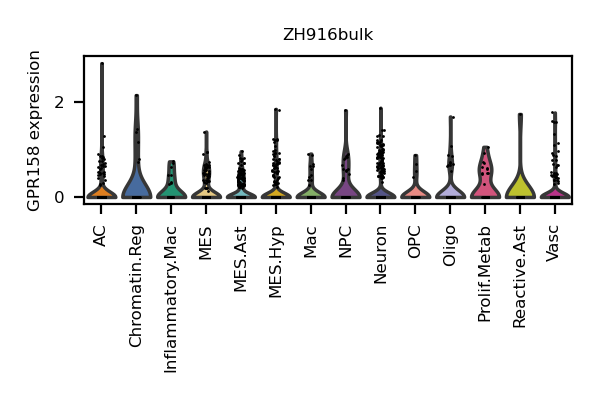 ZH916bulk
GPR158 expression
2
0
AC
Chromatin.Reg
Inflammatory.Mac
MES
MES.Ast
MES.Hyp
Mac
NPC
Neuron
OPC
Oligo
Prolif.Metab
Reactive.Ast
Vasc